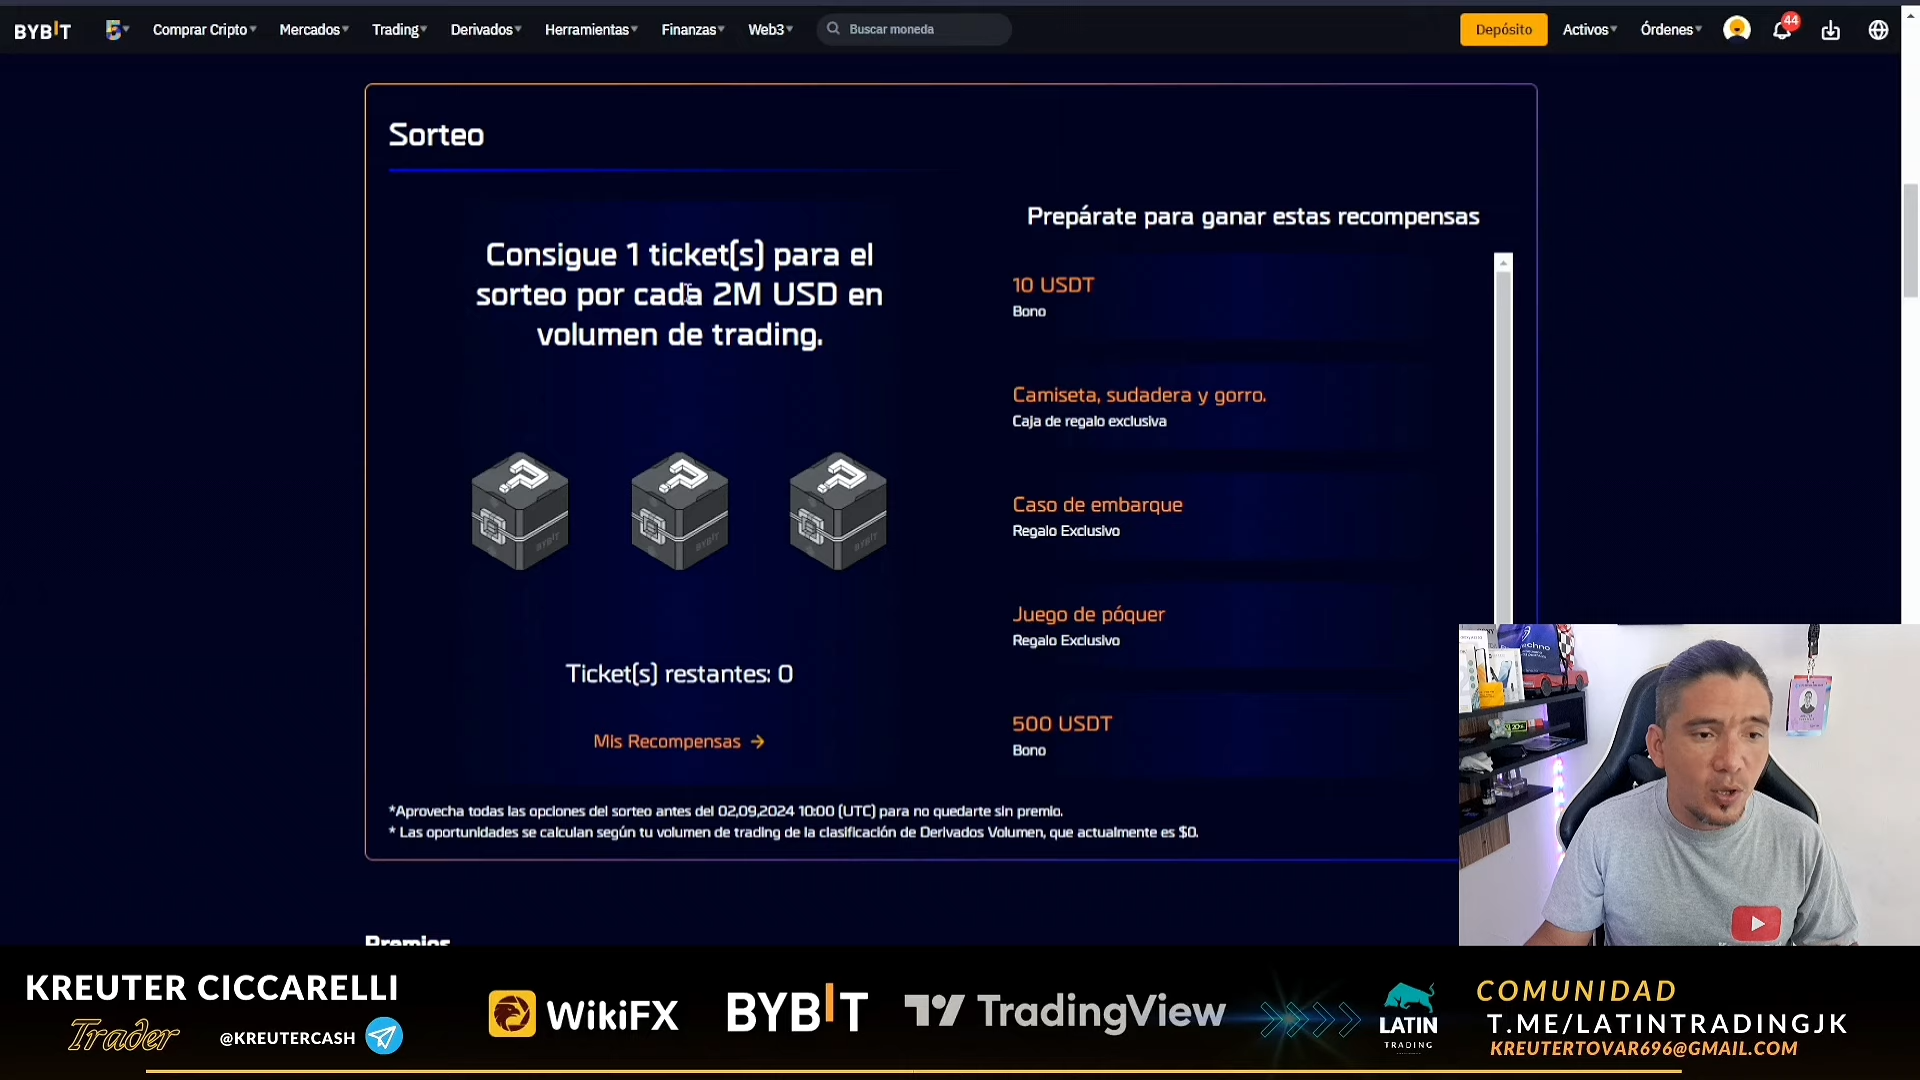 BYBIT
Comprar Cripto
Mercados
Trading
Derivados
Herramientas
Finanzas
Web3
Buscar moneda
Depósito
Activos
Órdenes
44
Sorteo
Consigue 1 ticket(s) para el
sorteo por cada 2M USD en
volumen de trading.
Ticket(s) restantes: 0
Mis Recompensas →
Prepárate para ganar estas recompensas
10 USDT
Bono
Camiseta, sudadera y gorro.
Caja de regalo exclusiva
Caso de embarque
Regalo Exclusivo
Juego de póquer
Regalo Exclusivo
500 USDT
Bono
*Aprovecha todas las opciones del sorteo antes del 02,09,2024 10:00 (UTC) para no quedarte sin premio.
* Las oportunidades se calculan según tu volumen de trading de la clasificación de Derivados Volumen, que actualmente es $0.
Premios
KREUTER CICCARELLI
Trader
@KREUTERCASH
WikiFX
BYBIT
TradingView
LATIN
TRADING
COMUNIDAD
T.ME/LATINTRADINGJK
KREUTERTOVAR696@GMAIL.COM